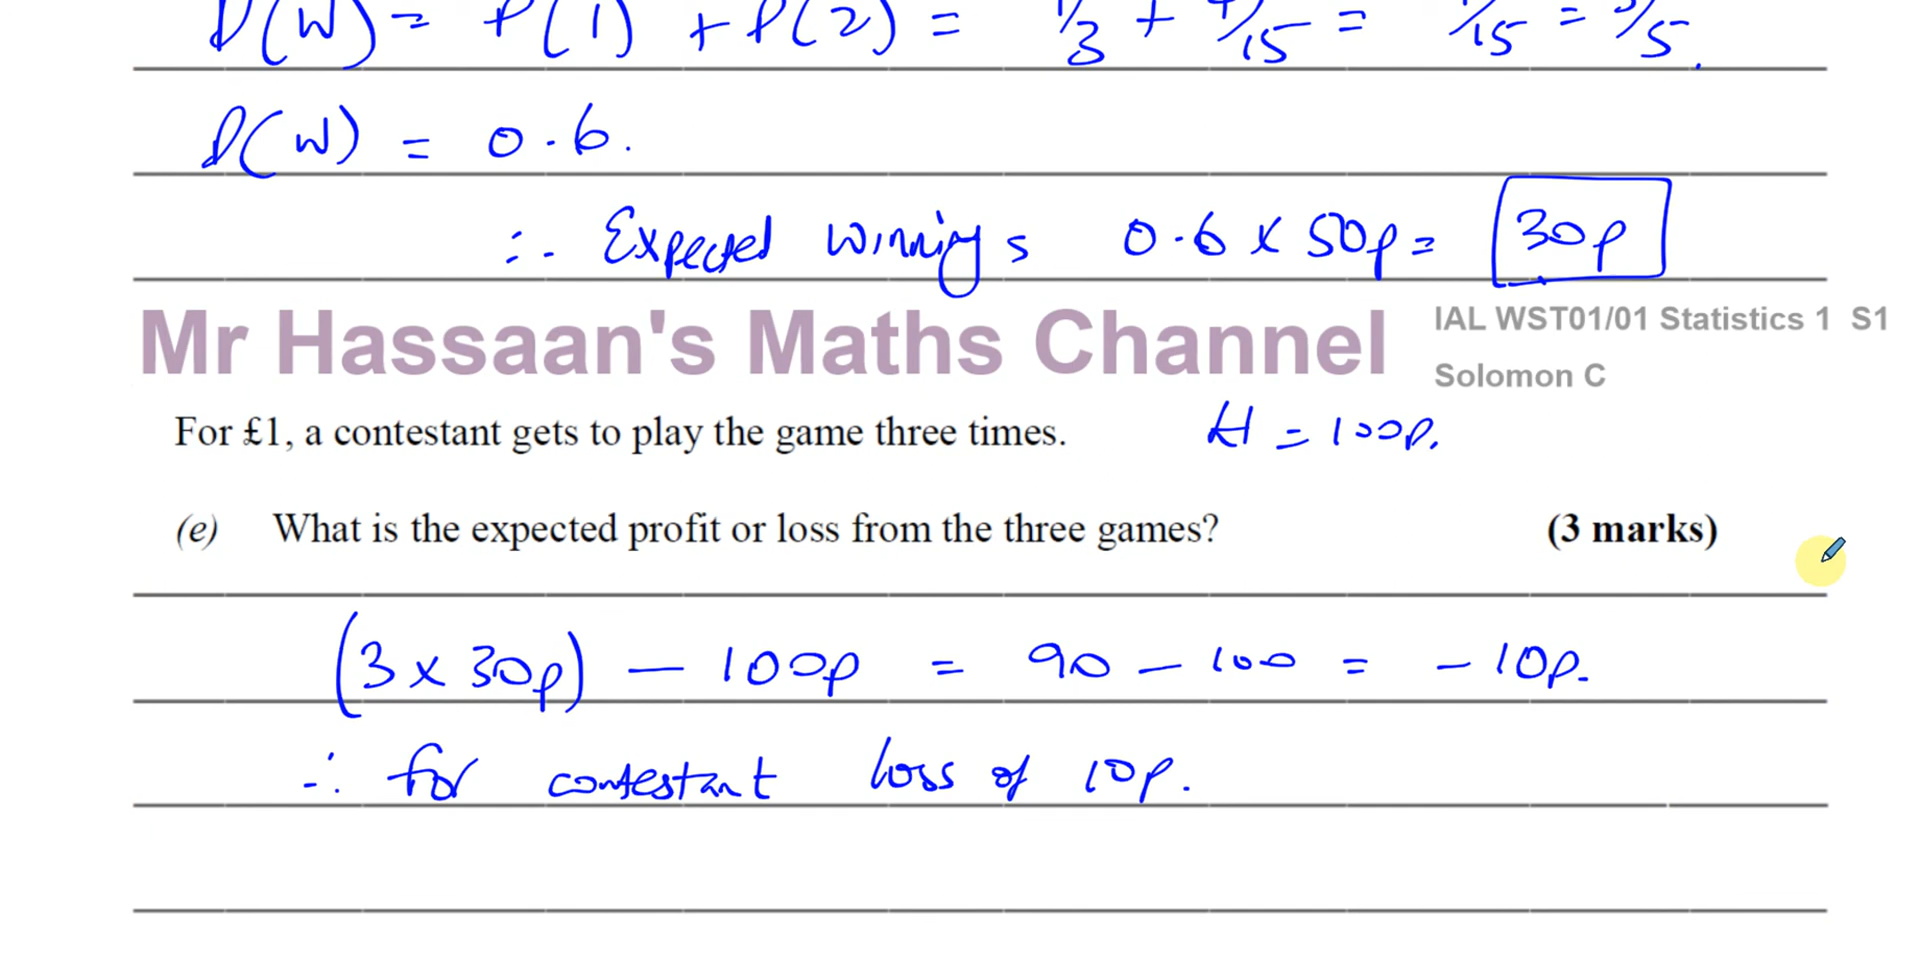 P(W) = P(1) + P(2) = 1/3 + 4/15 = /15 = 3/5.
P(W) = 0.6.
∴ Expected winnings 0.6 x 50p = 30p
Mr Hassaan's Maths Channel
IAL WST01/01 Statistics 1 S1
Solomon C
For £1, a contestant gets to play the game three times. £1 = 100p.
(e) What is the expected profit or loss from the three games? (3 marks)
(3 x 30p) – 100p = 90 – 100 = – 10p.
∴ for contestant loss of 10p.